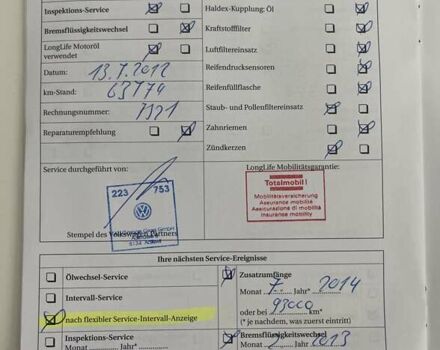 Inspektions-Service
Haldex-Kupplung: Öl
Bremsflüssigkeitswechsel
Kraftstofffilter
LongLife Motoröl
verwendet
Luftfiltereinsatz
Datum: 13.7.2012
Reifendrucksensoren
km-Stand: 63774
Reifenfüllflasche
Rechnungsnummer:
Staub- und Pollenfiltereinsatz
Reparaturempfehlung
Zahnriemen
Zündkerzen
Service durchgeführt von:
LongLife Mobilitätsgarantie:
223 753
Totalmobil!
Mobilitätsversicherung
Assurance mobilité
Assicurazione di mobilità
Insurance mobility
Stempel des Volkswagen Partners
Ihre nächsten Service-Ereignisse
Ölwechsel-Service
Zusatzumfänge
Monat 7. Jahr* 2014
Intervall-Service
oder bei 93000 km*
(* je nachdem, was zuerst eintritt)
nach flexibler Service-Intervall-Anzeige
Inspektions-Service
Bremsflüssigkeitswechsel
Monat Jahr*
Monat Jahr 2013